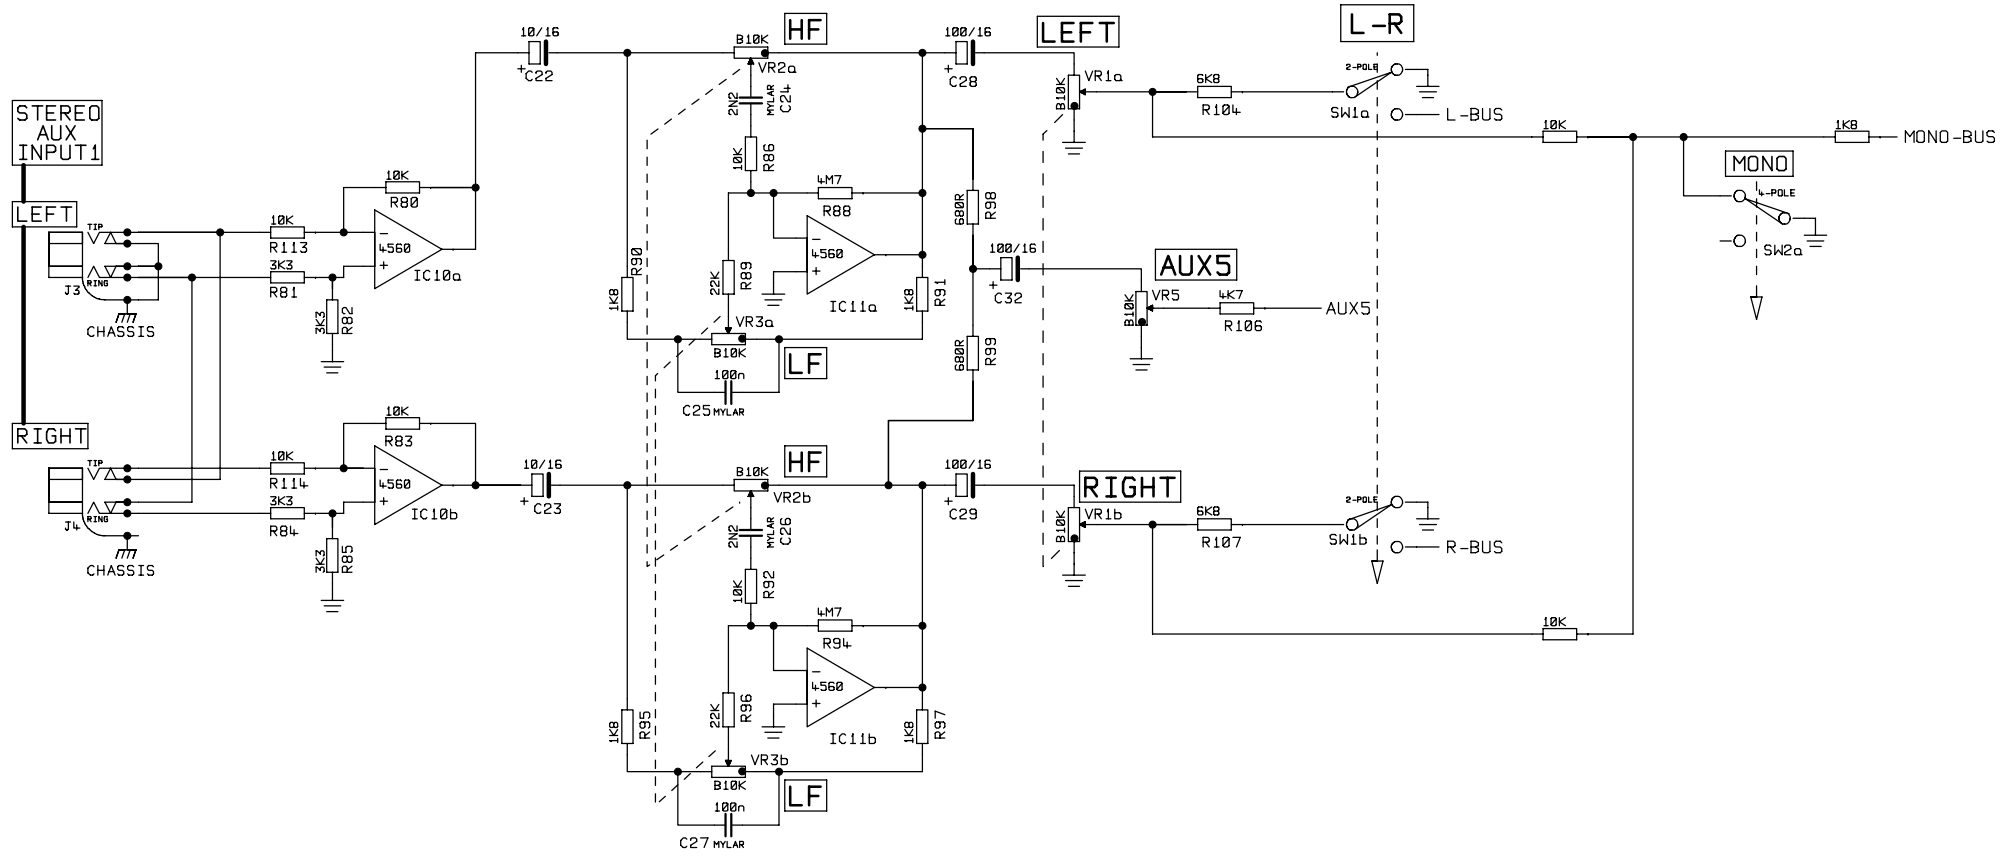 STEREO
AUX
INPUT1
LEFT
TIP
RING
J3
CHASSIS
10K
R113
3K3
R81
3K3
R82
10K
R80
-
4560
+
IC10a
10/16
+
C22
B10K
VR2a
HF
2N2
MYLAR
C24
10K
R86
4M7
R88
22K
R89
-
4560
+
IC11a
1K8
R90
1K8
R91
VR3a
B10K
LF
100n
C25 MYLAR
100/16
+
C28
LEFT
VR1a
B10K
680R
R98
680R
R99
100/16
+
C32
AUX5
VR5
B10K
4K7
R106
AUX5
6K8
R104
L-R
2-POLE
SW1a
L-BUS
10K
1K8
MONO-BUS
MONO
4-POLE
SW2a
RIGHT
TIP
RING
J4
CHASSIS
10K
R114
3K3
R84
3K3
R85
10K
R83
-
4560
+
IC10b
10/16
+
C23
B10K
VR2b
HF
2N2
MYLAR
C26
10K
R92
4M7
R94
22K
R96
-
4560
+
IC11b
1K8
R95
1K8
R97
VR3b
B10K
LF
100n
C27 MYLAR
100/16
+
C29
RIGHT
VR1b
B10K
6K8
R107
2-POLE
SW1b
R-BUS
10K